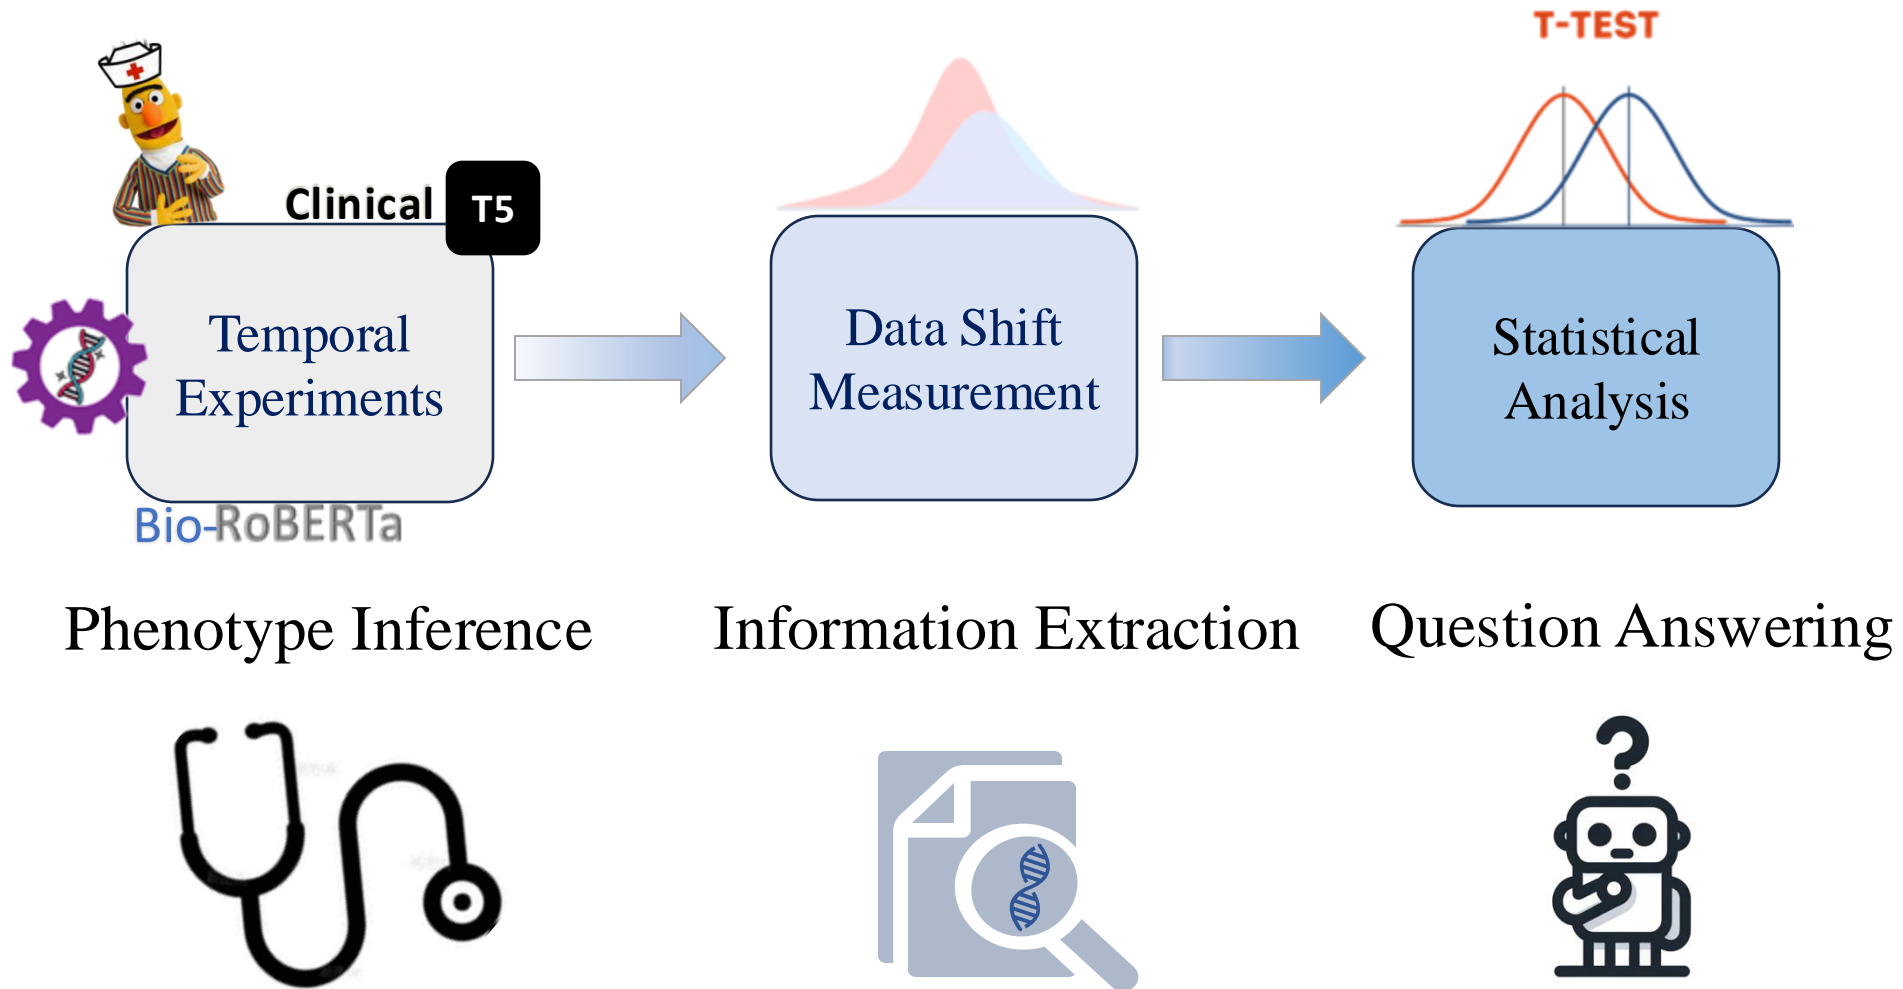 T-TEST
Clinical T5
Temporal
Experiments
Data Shift
Measurement
Statistical
Analysis
Bio-RoBERTa
Phenotype Inference
Information Extraction
Question Answering